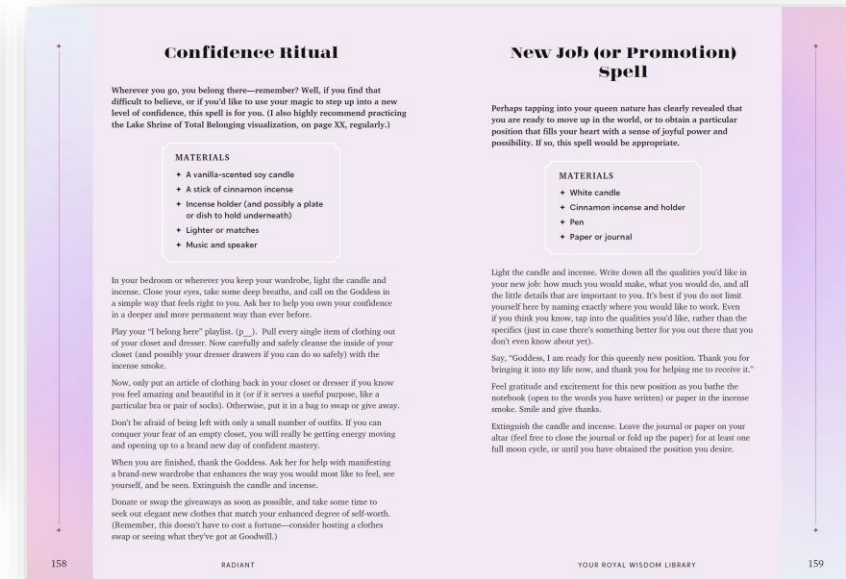 Confidence Ritual
Wherever you go, you belong there—remember? Well, if you find that
difficult to believe, or if you'd like to use your magic to step up into a new
level of confidence, this spell is for you. (I also highly recommend practicing
the Lake Shrine of Total Belonging visualization, on page XX, regularly.)
MATERIALS
+ A vanilla-scented soy candle
+ A stick of cinnamon incense
+ Incense holder (and possibly a plate
or dish to hold underneath)
+ Lighter or matches
+ Music and speaker
In your bedroom or wherever you keep your wardrobe, light the candle and
incense. Close your eyes, take some deep breaths, and call on the Goddess in
a simple way that feels right to you. Ask her to help you own your confidence
in a deeper and more permanent way than ever before.
Play your "I belong here" playlist. (p__). Pull every single item of clothing out
of your closet and dresser. Now carefully and safely cleanse the inside of your
closet (and possibly your dresser drawers if you can do so safely) with the
incense smoke.
Now, only put an article of clothing back in your closet or dresser if you know
you feel amazing and beautiful in it (or if it serves a useful purpose, like a
particular bra or pair of socks). Otherwise, put it in a bag to swap or give away.
Don't be afraid of being left with only a small number of outfits. If you can
conquer your fear of an empty closet, you will really be getting energy moving
and opening up to a brand new day of confident mastery.
When you are finished, thank the Goddess. Ask her for help with manifesting
a brand-new wardrobe that enhances the way you would most like to feel, see
yourself, and be seen. Extinguish the candle and incense.
Donate or swap the giveaways as soon as possible, and take some time to
seek out elegant new clothes that match your enhanced degree of self-worth.
(Remember, this doesn't have to cost a fortune—consider hosting a clothes
swap or seeing what they've got at Goodwill.)
158
RADIANT
New Job (or Promotion)
Spell
Perhaps tapping into your queen nature has clearly revealed that
you are ready to move up in the world, or to obtain a particular
position that fills your heart with a sense of joyful power and
possibility. If so, this spell would be appropriate.
MATERIALS
+ White candle
+ Cinnamon incense and holder
+ Pen
+ Paper or journal
Light the candle and incense. Write down all the qualities you'd like in
your new job: how much you would make, what you would do, and all
the little details that are important to you. It's best if you do not limit
yourself here by naming exactly where you would like to work. Even
if you think you know, tap into the qualities you'd like, rather than the
specifics (just in case there's something better for you out there that you
don't even know about yet).
Say, "Goddess, I am ready for this queenly new position. Thank you for
bringing it into my life now, and thank you for helping me to receive it."
Feel gratitude and excitement for this new position as you bathe the
notebook (open to the words you have written) or paper in the incense
smoke. Smile and give thanks.
Extinguish the candle and incense. Leave the journal or paper on your
altar (feel free to close the journal or fold up the paper) for at least one
full moon cycle, or until you have obtained the position you desire.
YOUR ROYAL WISDOM LIBRARY
159